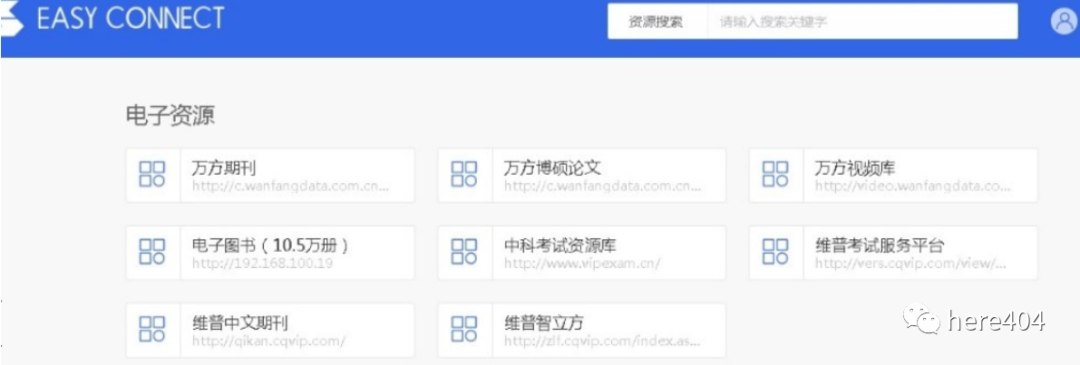 EASY CONNECT
资源搜索 请输入搜索关键字
电子资源
万方期刊
http://c.wanfangdata.com.cn...
万方博硕论文
http://c.wanfangdata.com.cn...
万方视频库
http://video.wanfangdata.co...
电子图书（10.5万册）
http://192.168.100.19
中科考试资源库
http://www.vipexam.cn/
维普考试服务平台
http://vers.cqvip.com/view/...
维普中文期刊
http://qikan.cqvip.com/
维普智立方
http://zlf.cqvip.com/index.as...
here404